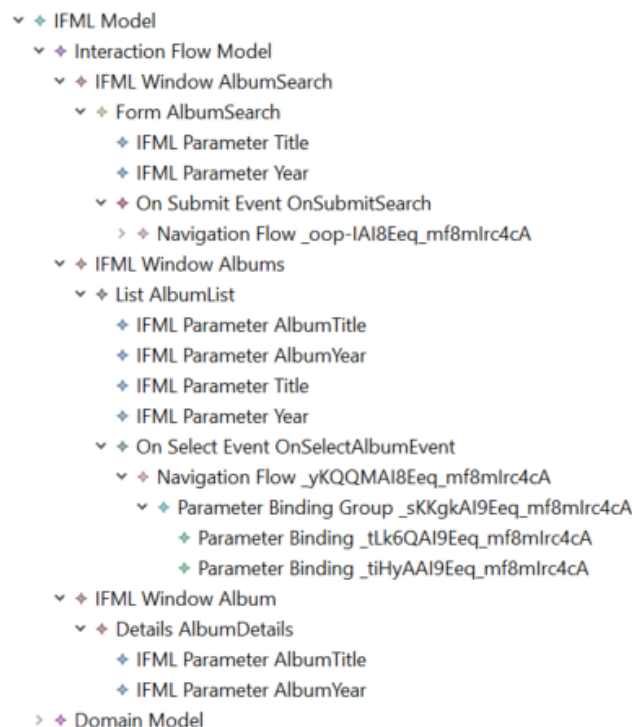 IFML Model
Interaction Flow Model
IFML Window AlbumSearch
Form AlbumSearch
IFML Parameter Title
IFML Parameter Year
On Submit Event OnSubmitSearch
Navigation Flow _oop-IAI8Eeq_mf8mIrc4cA
IFML Window Albums
List AlbumList
IFML Parameter AlbumTitle
IFML Parameter AlbumYear
IFML Parameter Title
IFML Parameter Year
On Select Event OnSelectAlbumEvent
Navigation Flow _yKQQMAI8Eeq_mf8mIrc4cA
Parameter Binding Group _sKKgkAI9Eeq_mf8mIrc4cA
Parameter Binding _tLk6QAI9Eeq_mf8mIrc4cA
Parameter Binding _tiHyAAI9Eeq_mf8mIrc4cA
IFML Window Album
Details AlbumDetails
IFML Parameter AlbumTitle
IFML Parameter AlbumYear
Domain Model